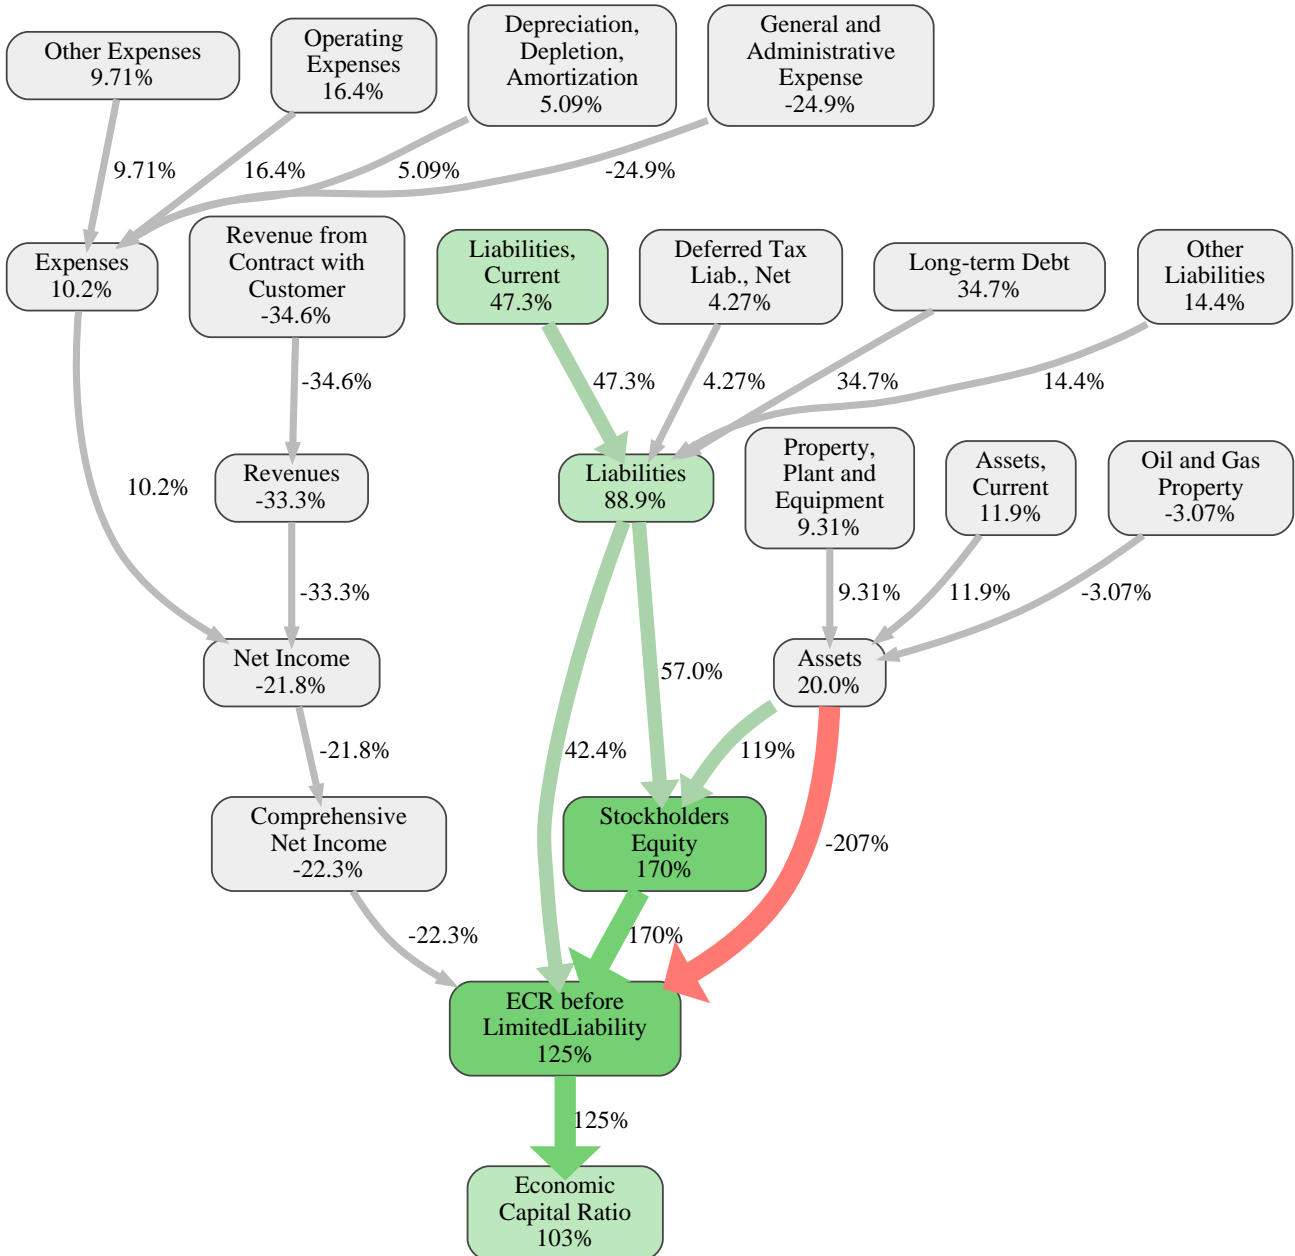 Other Expenses
9.71%
Operating
Expenses
16.4%
Depreciation,
Depletion,
Amortization
5.09%
General and
Administrative
Expense
-24.9%
9.71%
16.4%
5.09%
-24.9%
Expenses
10.2%
Revenue from
Contract with
Customer
-34.6%
Liabilities,
Current
47.3%
Deferred Tax
Liab., Net
4.27%
Long-term Debt
34.7%
Other
Liabilities
14.4%
-34.6%
47.3%
4.27%
34.7%
14.4%
10.2%
Revenues
-33.3%
Liabilities
88.9%
Property,
Plant and
Equipment
9.31%
Assets,
Current
11.9%
Oil and Gas
Property
-3.07%
-33.3%
9.31%
11.9%
-3.07%
Net Income
-21.8%
57.0%
Assets
20.0%
-21.8%
42.4%
119%
Comprehensive
Net Income
-22.3%
Stockholders
Equity
170%
-207%
-22.3%
170%
ECR before
LimitedLiability
125%
125%
Economic
Capital Ratio
103%